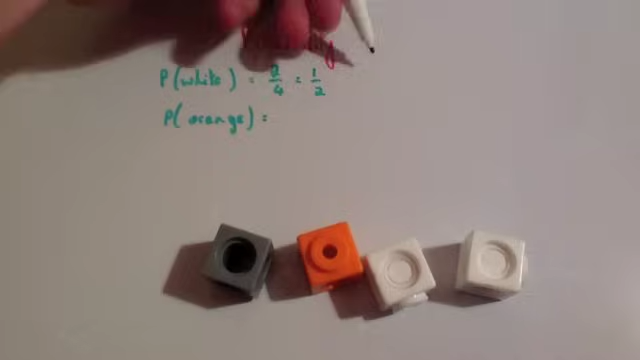 P(white) = 2/4 = 1/2
P(orange) =